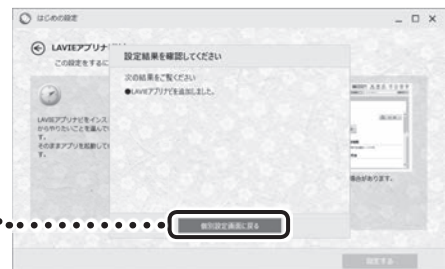 はじめの設定
LAVIEアプリナ
この設定をするに
設定結果を確認してください
次の結果をご覧ください
●LAVIEアプリナビを追加しました。
LAVIEアプリナビをインス
からやりたいことを選んで
す。
そのままアプリを起動して
す。
場合があります。
個別設定画面に戻る
設定する